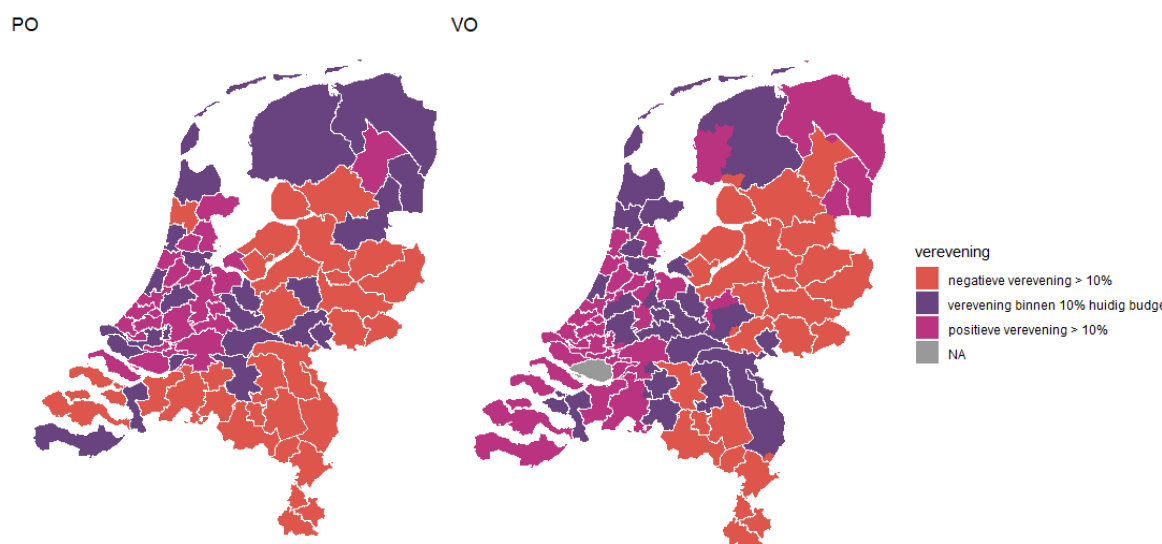 PO
VO
verevening
negatieve verevening > 10%
verevening binnen 10% huidig budge
positieve verevening > 10%
NA